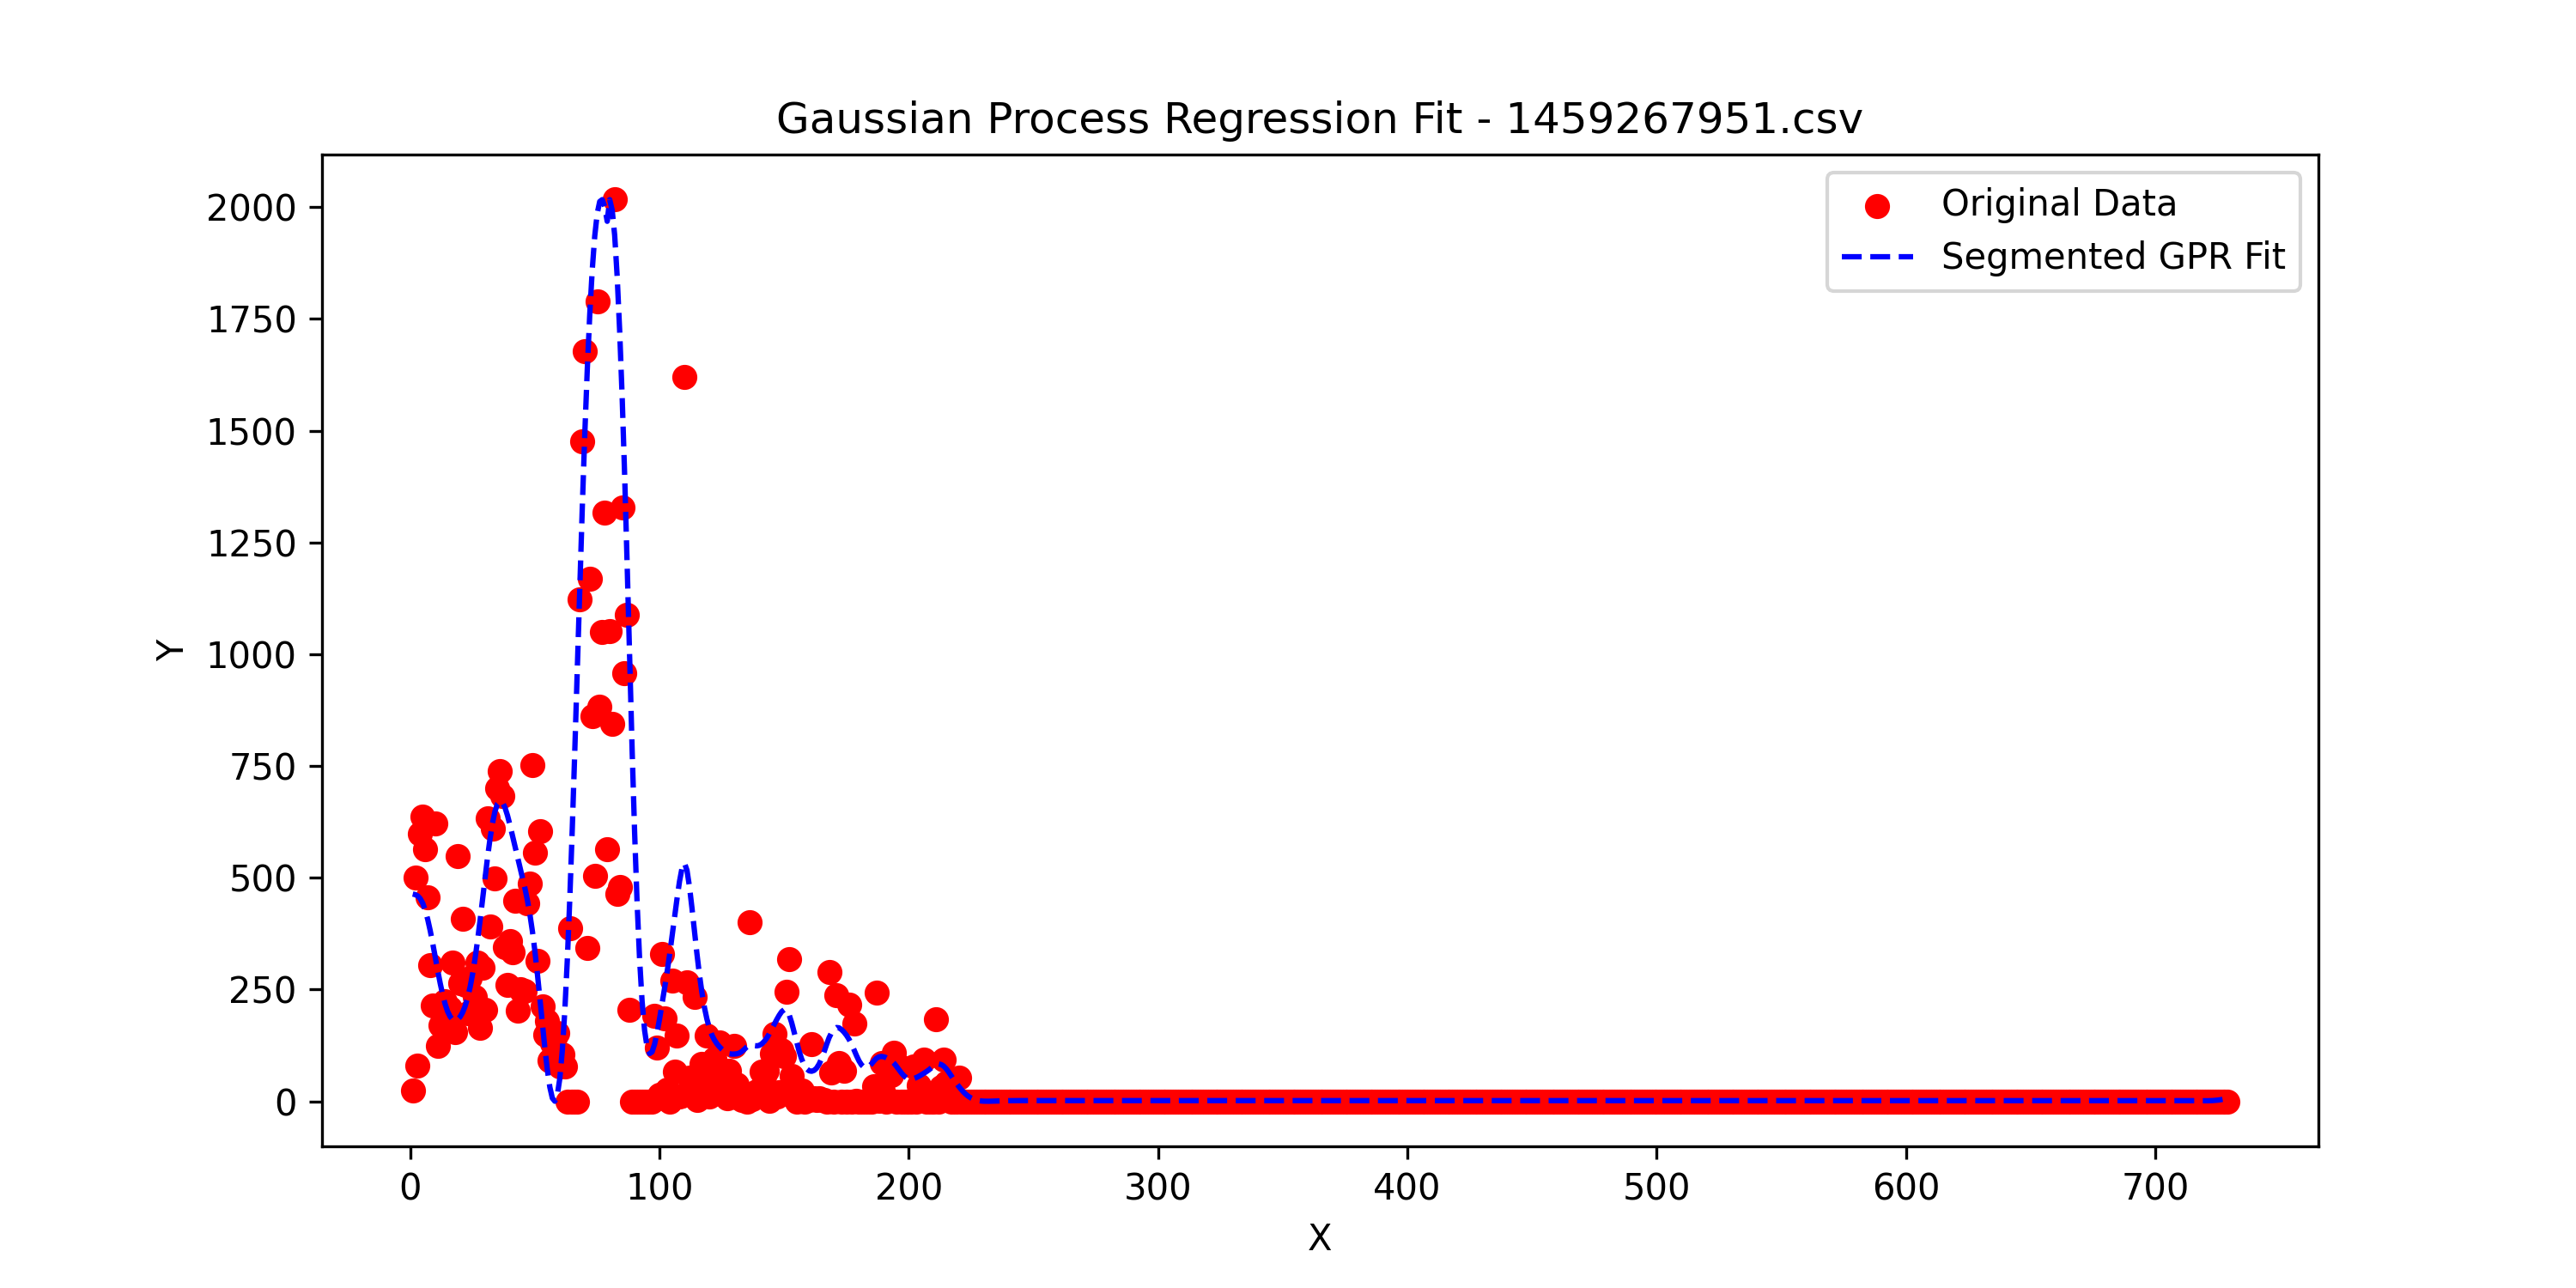 Gaussian Process Regression Fit - 1459267951.csv
Original Data
Segmented GPR Fit
2000
1750
1500
1250
1000
750
500
250
0
Y
0 100 200 300 400 500 600 700
X